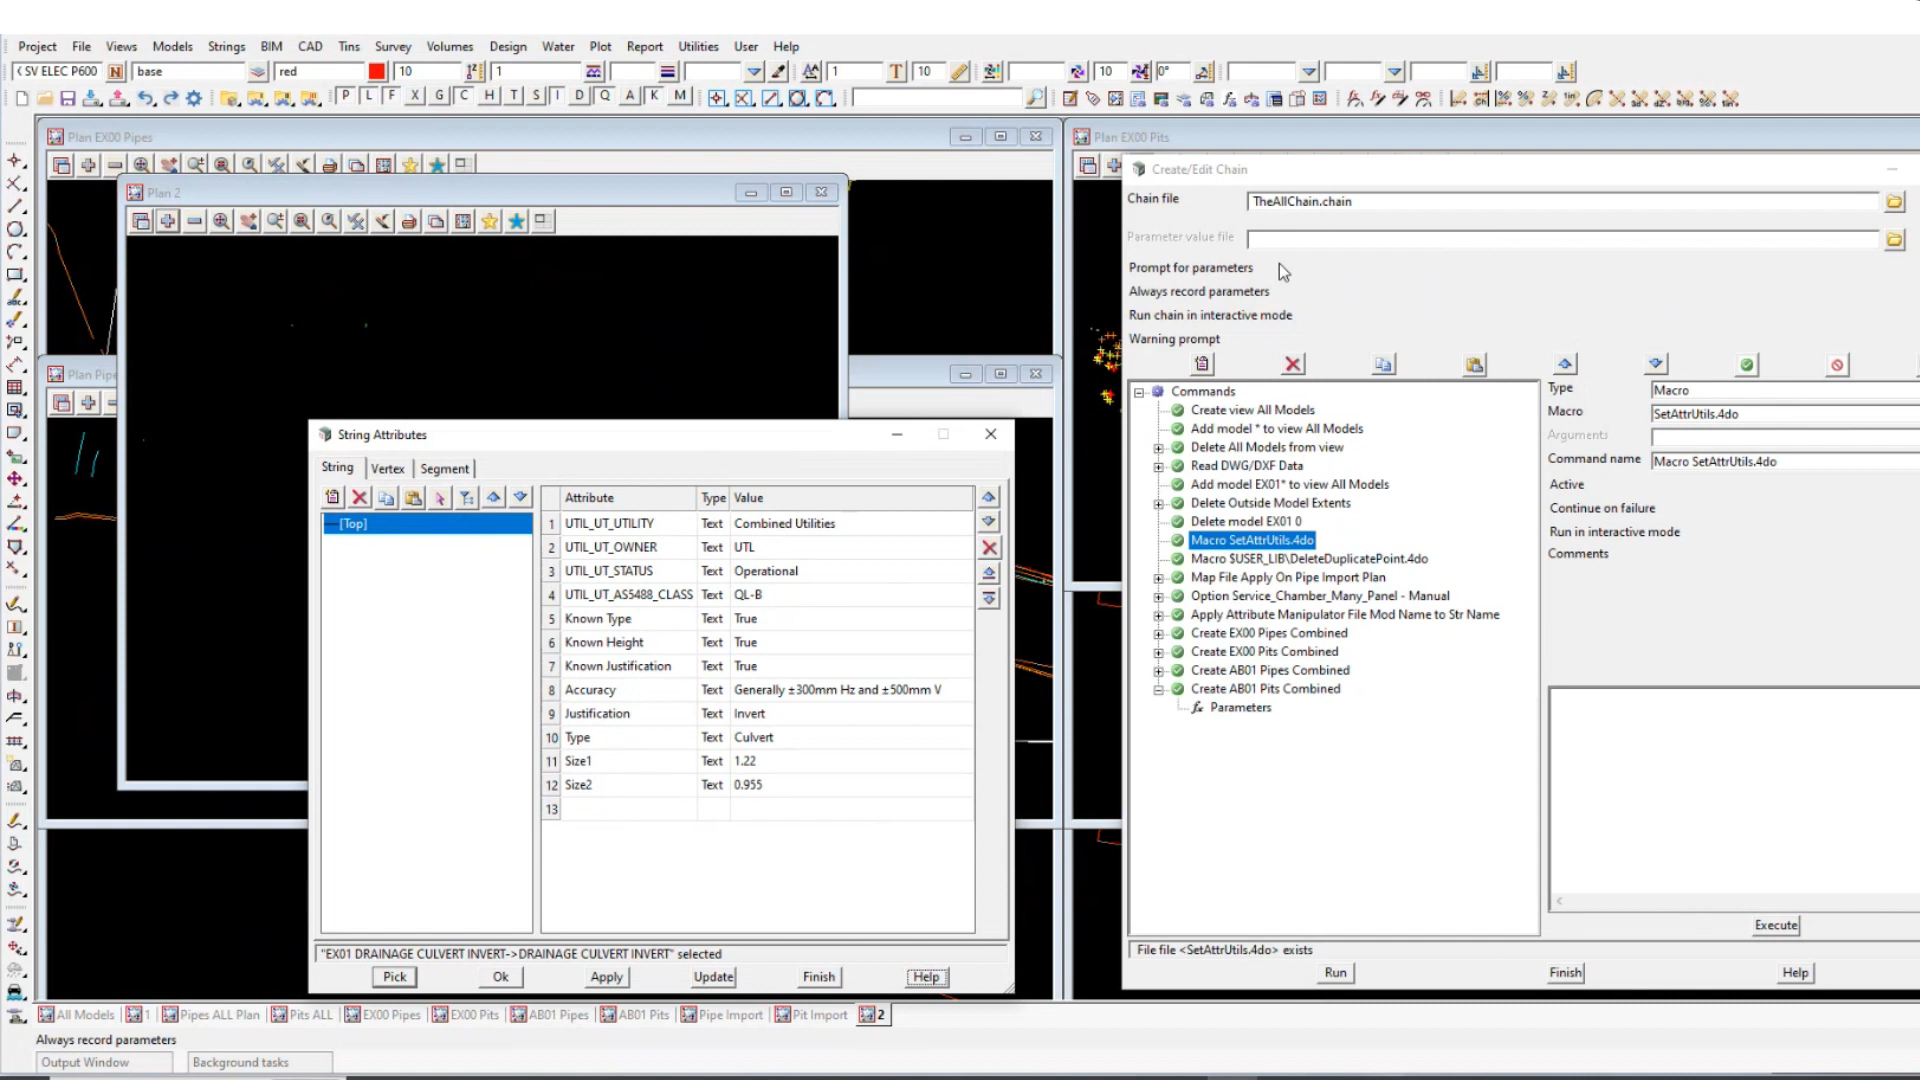 Project File Views Models Strings BIM CAD Tins Survey Volumes Design Water Plot Report Utilities User Help
SV ELEC P600 N base red 10 1 1 T 10 10 0°
P L F X G C H T S I D Q A K M
Plan EX00 Pipes
Plan EX00 Pits
Plan 2
Plan Pipe
Create/Edit Chain
Chain file TheAllChain.chain
Parameter value file
Prompt for parameters
Always record parameters
Run chain in interactive mode
Warning prompt
Commands
Create view All Models
Add model * to view All Models
Delete All Models from view
Read DWG/DXF Data
Add model EX01* to view All Models
Delete Outside Model Extents
Delete model EX01 0
Macro SetAttrUtils.4do
Macro $USER_LIB\DeleteDuplicatePoint.4do
Map File Apply On Pipe Import Plan
Option Service_Chamber_Many_Panel - Manual
Apply Attribute Manipulator File Mod Name to Str Name
Create EX00 Pipes Combined
Create EX00 Pits Combined
Create AB01 Pipes Combined
Create AB01 Pits Combined
fx Parameters
Type Macro
Macro SetAttrUtils.4do
Arguments
Command name Macro SetAttrUtils.4do
Active
Continue on failure
Run in interactive mode
Comments
Execute
File file <SetAttrUtils.4do> exists
Run Finish Help
String Attributes
String Vertex Segment
[Top]
Attribute Type Value
1 UTIL_UT_UTILITY Text Combined Utilities
2 UTIL_UT_OWNER Text UTL
3 UTIL_UT_STATUS Text Operational
4 UTIL_UT_AS5488_CLASS Text QL-B
5 Known Type Text True
6 Known Height Text True
7 Known Justification Text True
8 Accuracy Text Generally ±300mm Hz and ±500mm V
9 Justification Text Invert
10 Type Text Culvert
11 Size1 Text 1.22
12 Size2 Text 0.955
13
"EX01 DRAINAGE CULVERT INVERT->DRAINAGE CULVERT INVERT" selected
Pick Ok Apply Update Finish Help
All Models 1 Pipes ALL Plan Pits ALL EX00 Pipes EX00 Pits AB01 Pipes AB01 Pits Pipe Import Pit Import 2
Always record parameters
Output Window Background tasks